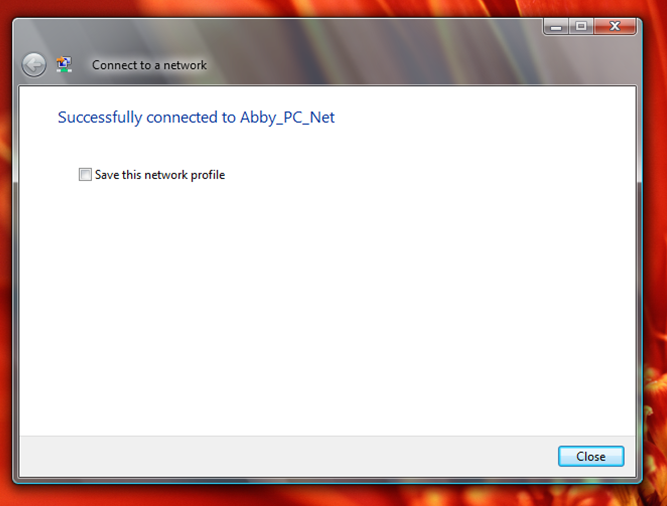 Connect to a network
Successfully connected to Abby_PC_Net
Save this network profile
Close